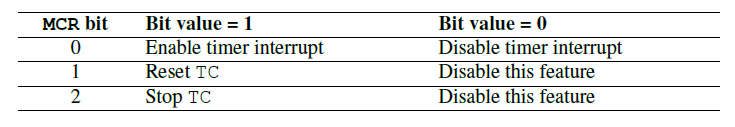 MCR bit Bit value = 1 Bit value = 0
0 Enable timer interrupt Disable timer interrupt
1 Reset TC Disable this feature
2 Stop TC Disable this feature